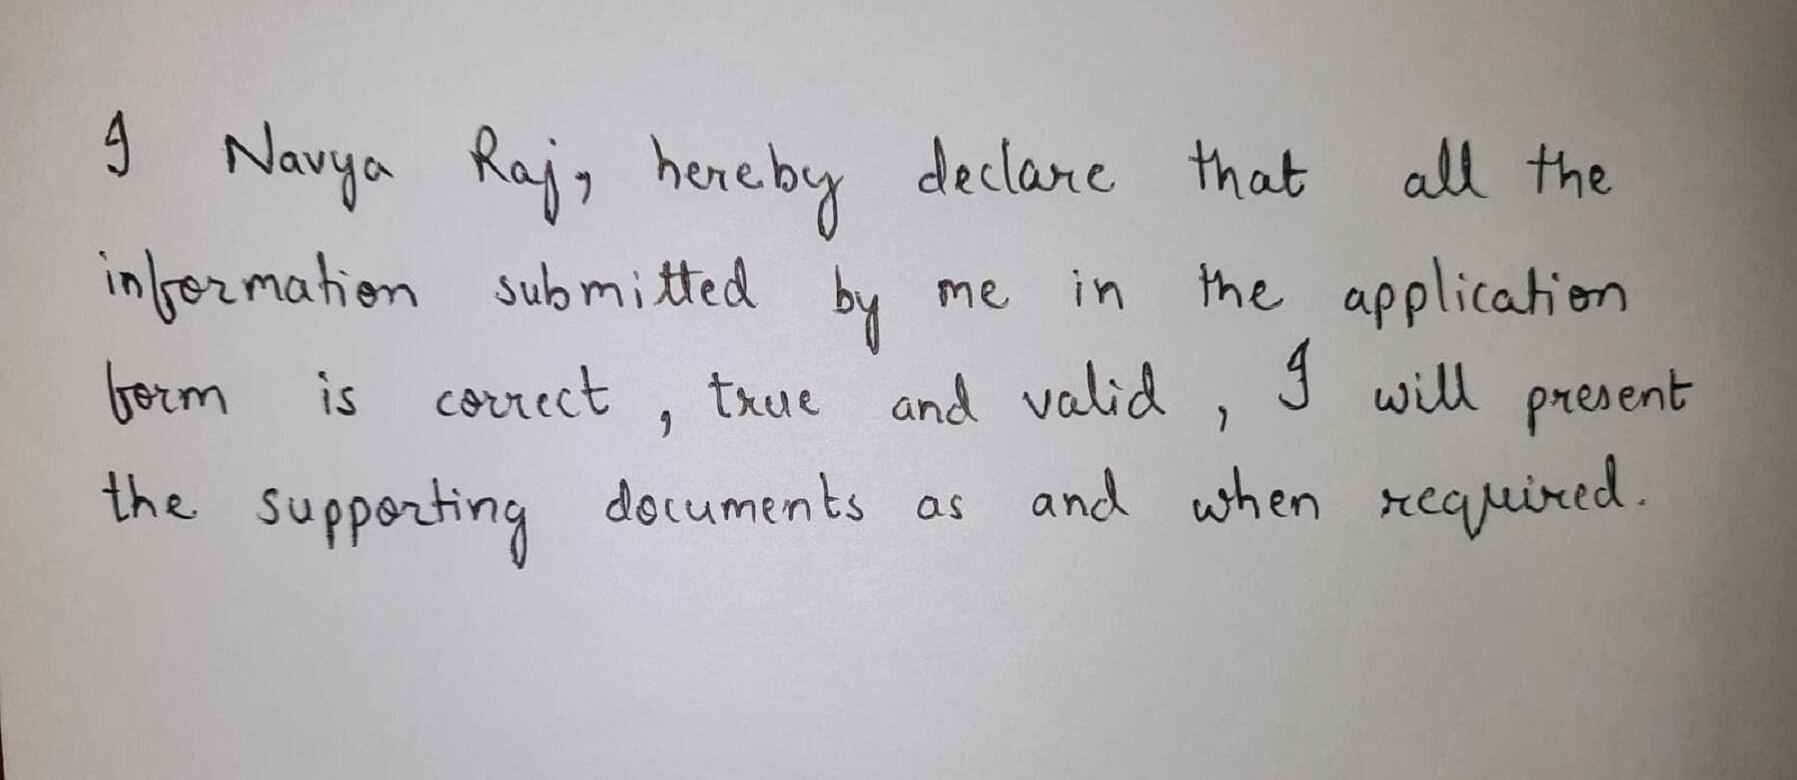 I Navya Raj, hereby declare that all the
information submitted by me in the application
form is correct, true and valid, I will present
the supporting documents as and when required.